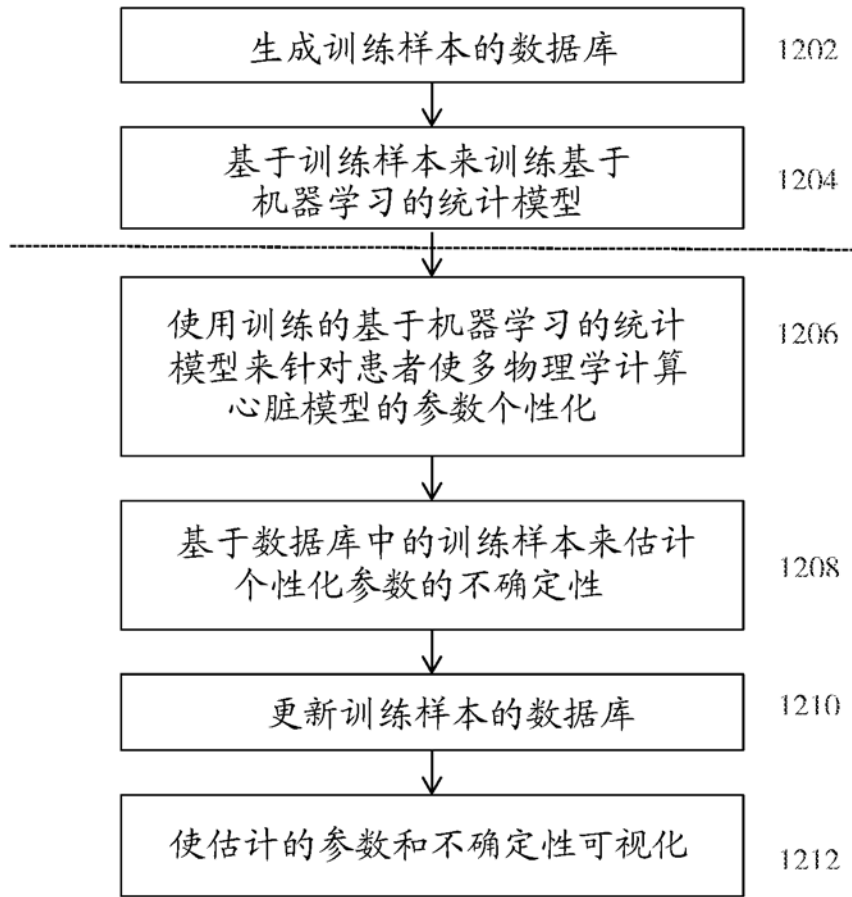 生成训练样本的数据库
1202
基于训练样本来训练基于
机器学习的统计模型
1204
使用训练的基于机器学习的统计
模型来针对患者使多物理学计算
心脏模型的参数个性化
1206
基于数据库中的训练样本来估计
个性化参数的不确定性
1208
更新训练样本的数据库
1210
使估计的参数和不确定性可视化
1212